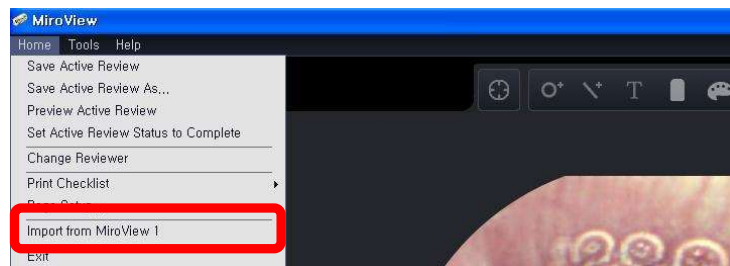 MiroView
Home Tools Help
Save Active Review
Save Active Review As...
Preview Active Review
Set Active Review Status to Complete
Change Reviewer
Print Checklist
Import from MiroView 1
Exit
T